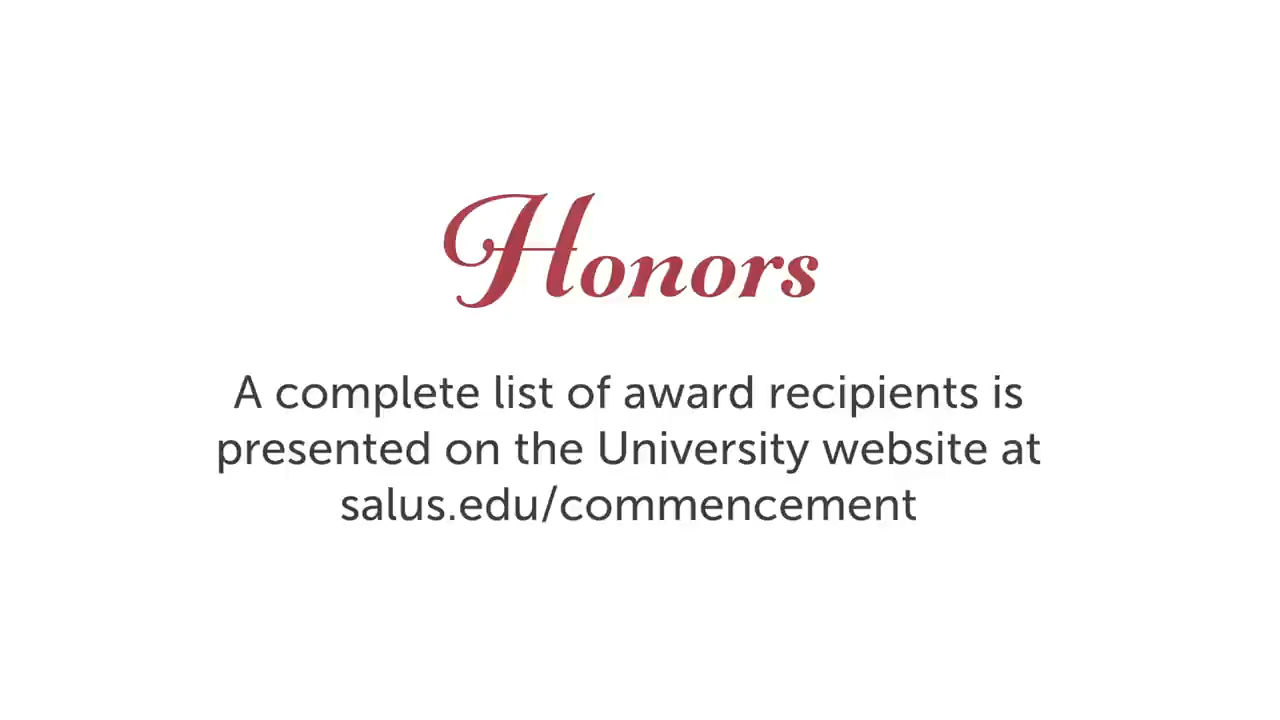 Honors
A complete list of award recipients is
presented on the University website at
salus.edu/commencement